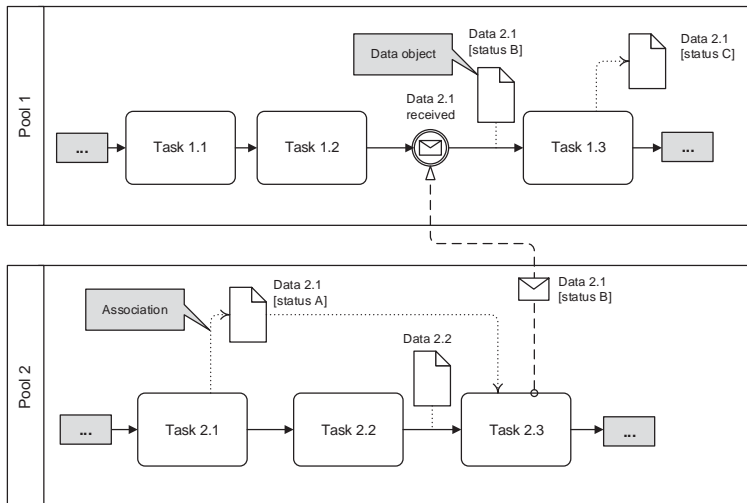 Pool 1
Data object
Data 2.1
[status B]
Data 2.1
[status C]
Data 2.1
received
...
Task 1.1
Task 1.2
Task 1.3
...
Pool 2
Association
Data 2.1
[status A]
Data 2.1
[status B]
Data 2.2
...
Task 2.1
Task 2.2
Task 2.3
...